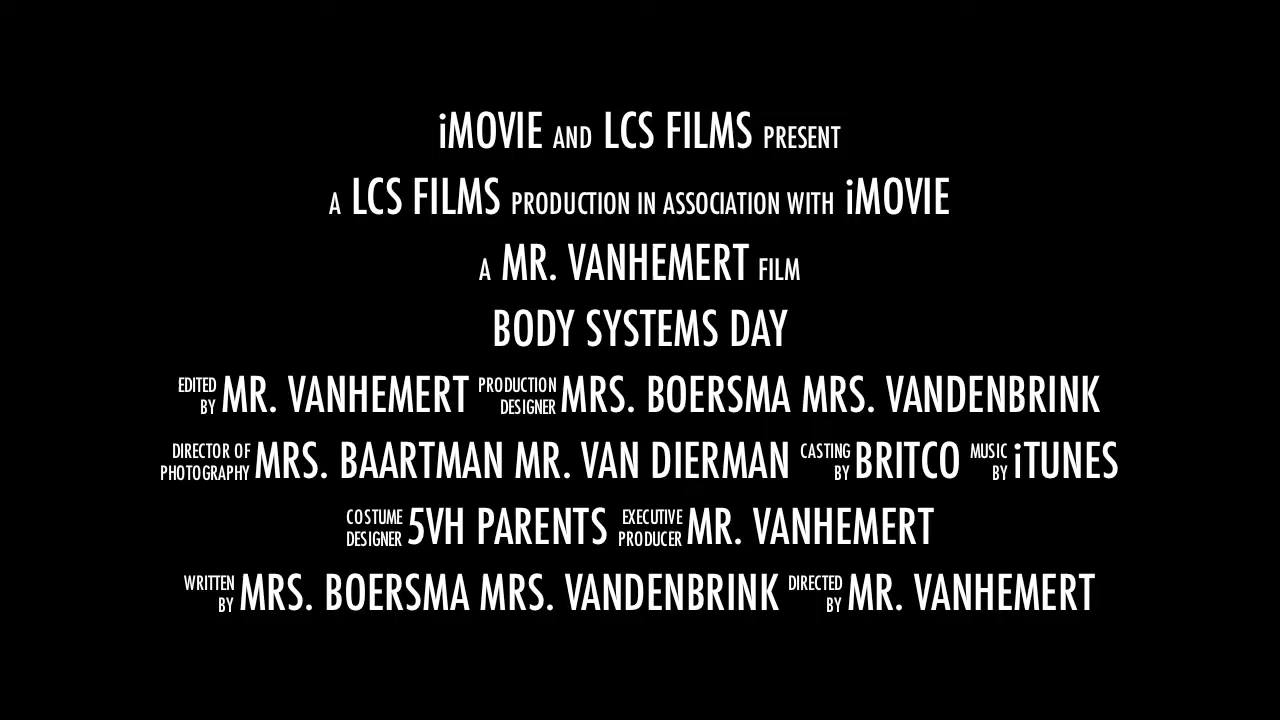 iMOVIE AND LCS FILMS PRESENT
A LCS FILMS PRODUCTION IN ASSOCIATION WITH iMOVIE
A MR. VANHEMERT FILM
BODY SYSTEMS DAY
EDITED BY MR. VANHEMERT PRODUCTION DESIGNER MRS. BOERSMA MRS. VANDENBRINK
DIRECTOR OF PHOTOGRAPHY MRS. BAARTMAN MR. VAN DIERMAN CASTING BY BRITCO MUSIC BY iTUNES
COSTUME DESIGNER 5VH PARENTS EXECUTIVE PRODUCER MR. VANHEMERT
WRITTEN BY MRS. BOERSMA MRS. VANDENBRINK DIRECTED BY MR. VANHEMERT